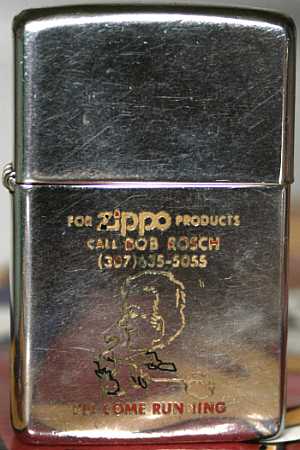 FOR Zippo PRODUCTS
CALL BOB ROSCH
(307)635-5055
I'LL COME RUNNING